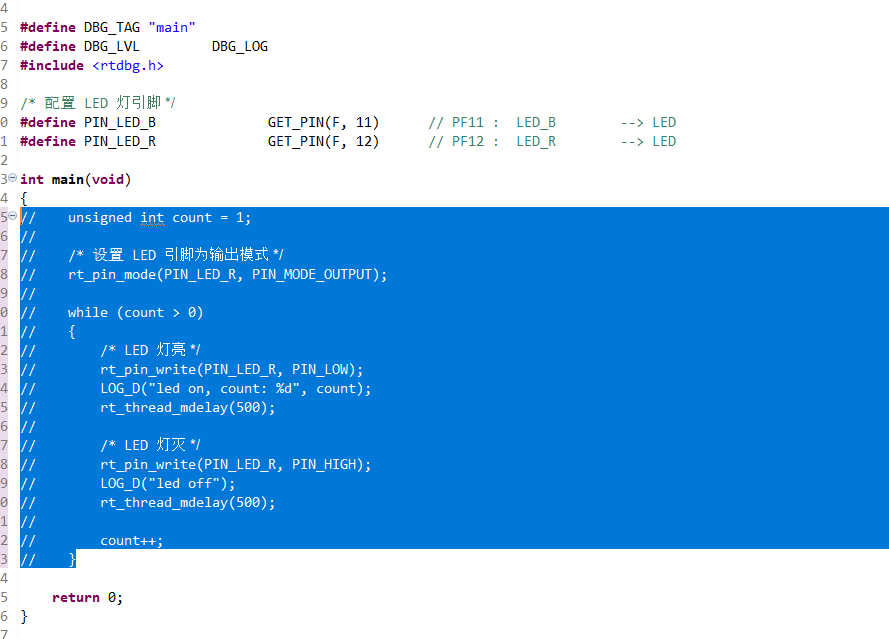 4
5 #define DBG_TAG "main"
6 #define DBG_LVL         DBG_LOG
7 #include <rtdbg.h>
8
9 /* 配置 LED 灯引脚 */
0 #define PIN_LED_B              GET_PIN(F, 11)      // PF11 :  LED_B        --> LED
1 #define PIN_LED_R              GET_PIN(F, 12)      // PF12 :  LED_R        --> LED
2
3 int main(void)
4 {
5 //    unsigned int count = 1;
6 //
7 //    /* 设置 LED 引脚为输出模式 */
8 //    rt_pin_mode(PIN_LED_R, PIN_MODE_OUTPUT);
9 //
0 //    while (count > 0)
1 //    {
2 //        /* LED 灯亮 */
3 //        rt_pin_write(PIN_LED_R, PIN_LOW);
4 //        LOG_D("led on, count: %d", count);
5 //        rt_thread_mdelay(500);
6 //
7 //        /* LED 灯灭 */
8 //        rt_pin_write(PIN_LED_R, PIN_HIGH);
9 //        LOG_D("led off");
0 //        rt_thread_mdelay(500);
1 //
2 //        count++;
3 //    }
4
5     return 0;
6 }
7